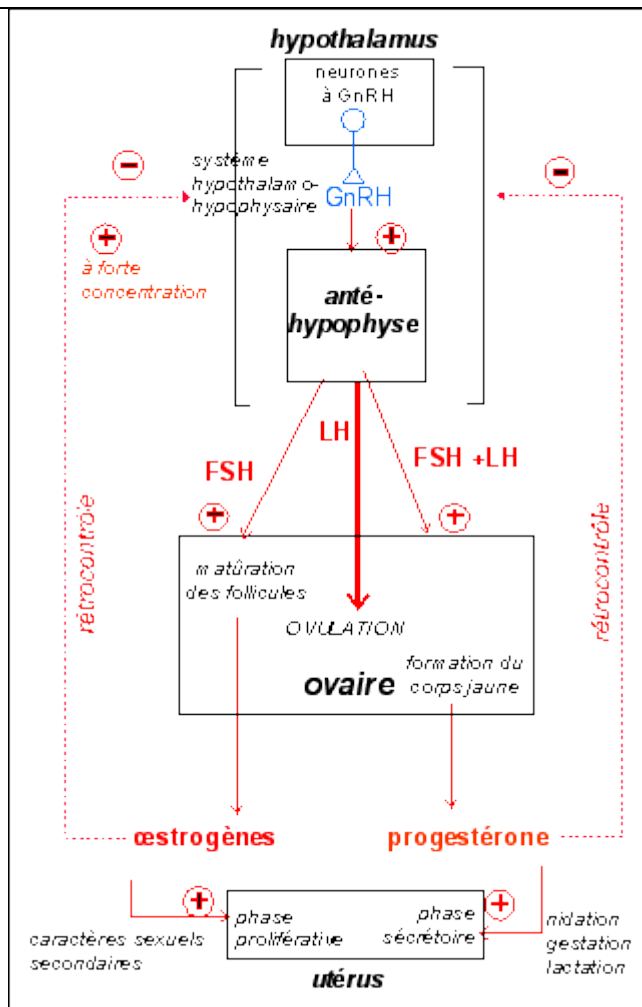 hypothalamus
neurones
à GnRH
système
hypothalamo-
hypophysaire
GnRH
−
+
à forte
concentration
−
+
anté-
hypophyse
LH
FSH
FSH +LH
+
+
rétrocontrôle
rétrocontrôle
matûration
des follicules
OVULATION
ovaire
formation du
corps jaune
œstrogènes
progestérone
+
+
phase
proliférative
phase
sécrétoire
caractères sexuels
secondaires
nidation
gestation
lactation
utérus